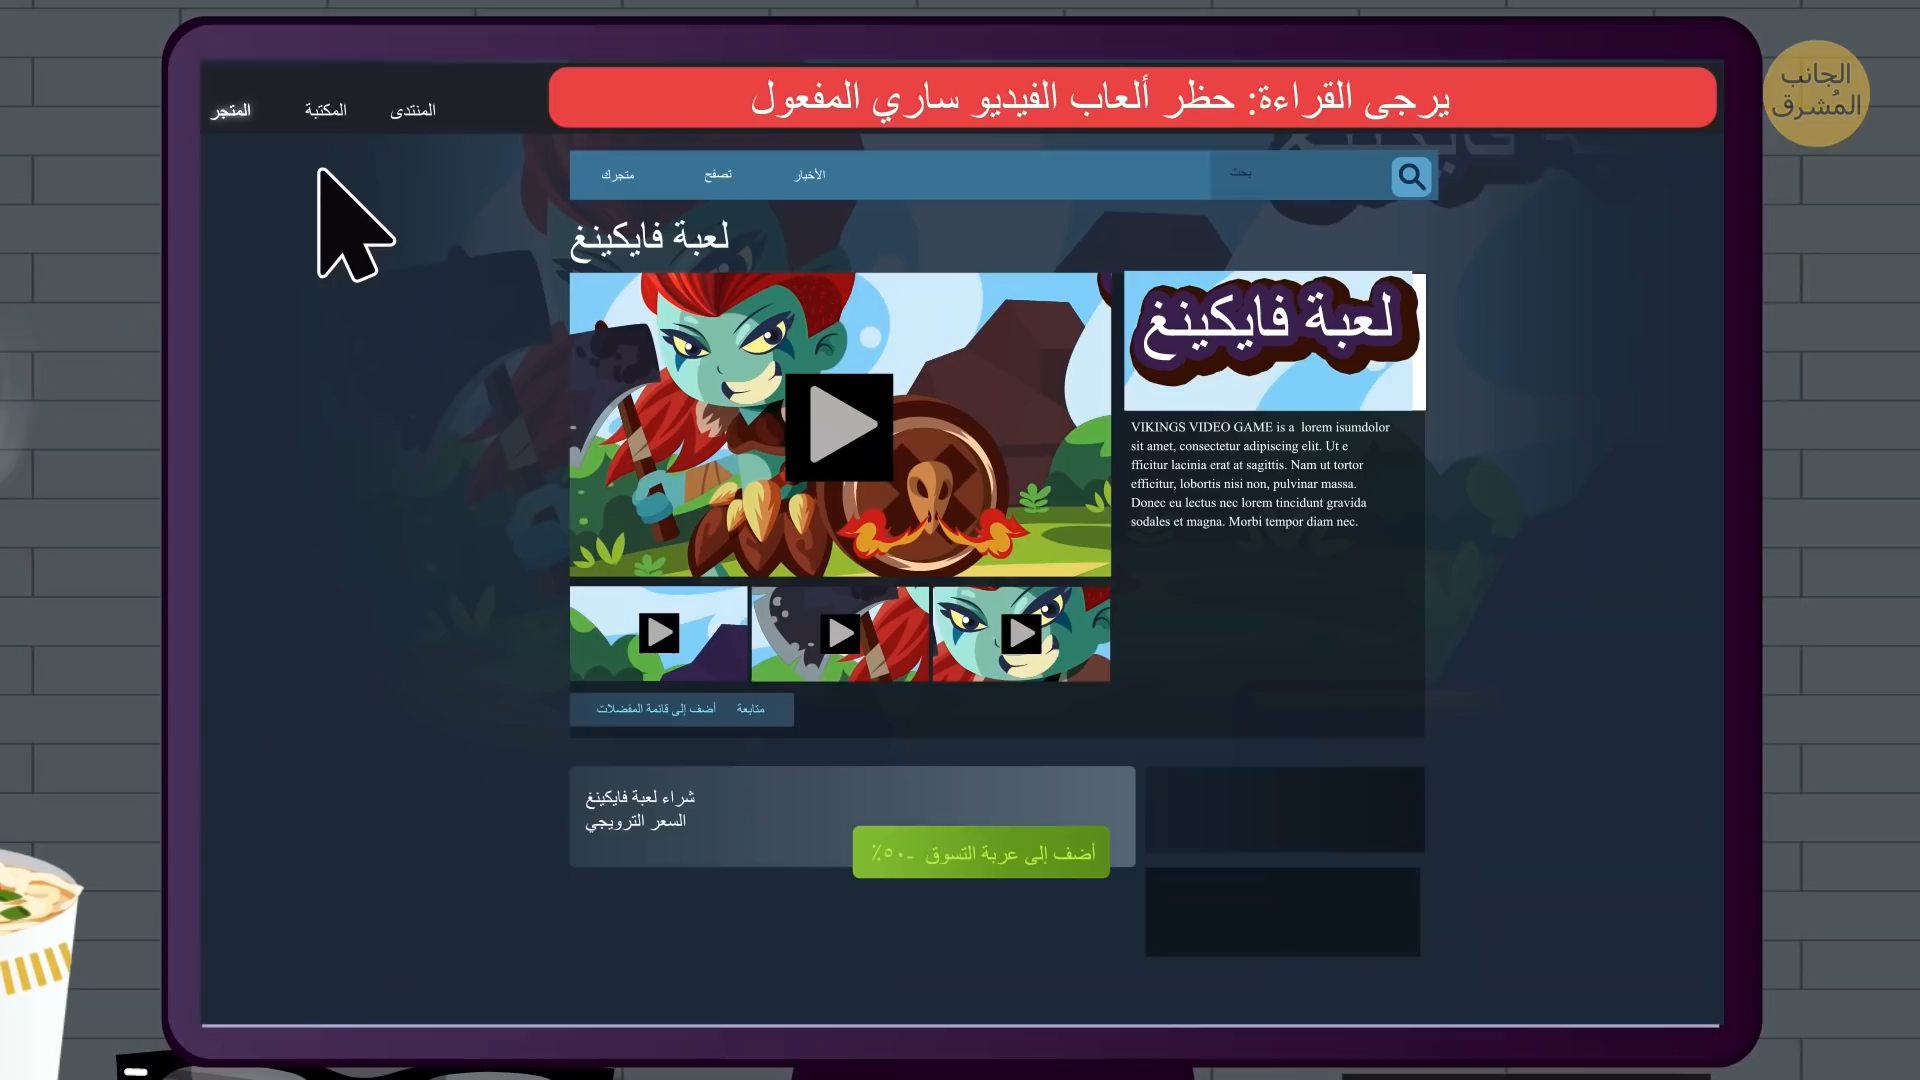 يرجى القراءة: حظر ألعاب الفيديو ساري المفعول
الجانب
المُشرق
المتجر
المكتبة
المنتدى
متجرك
تصفح
الأخبار
بحث
لعبة فايكينغ
لعبة فايكينغ
VIKINGS VIDEO GAME is a lorem isumdolor
sit amet, consectetur adipiscing elit. Ut e
fficitur lacinia erat at sagittis. Nam ut tortor
efficitur, lobortis nisi non, pulvinar massa.
Donec eu lectus nec lorem tincidunt gravida
sodales et magna. Morbi tempor diam nec.
أضف إلى قائمة المفضلات
متابعة
شراء لعبة فايكينغ
السعر الترويجي
أضف إلى عربة التسوق -٥٠٪